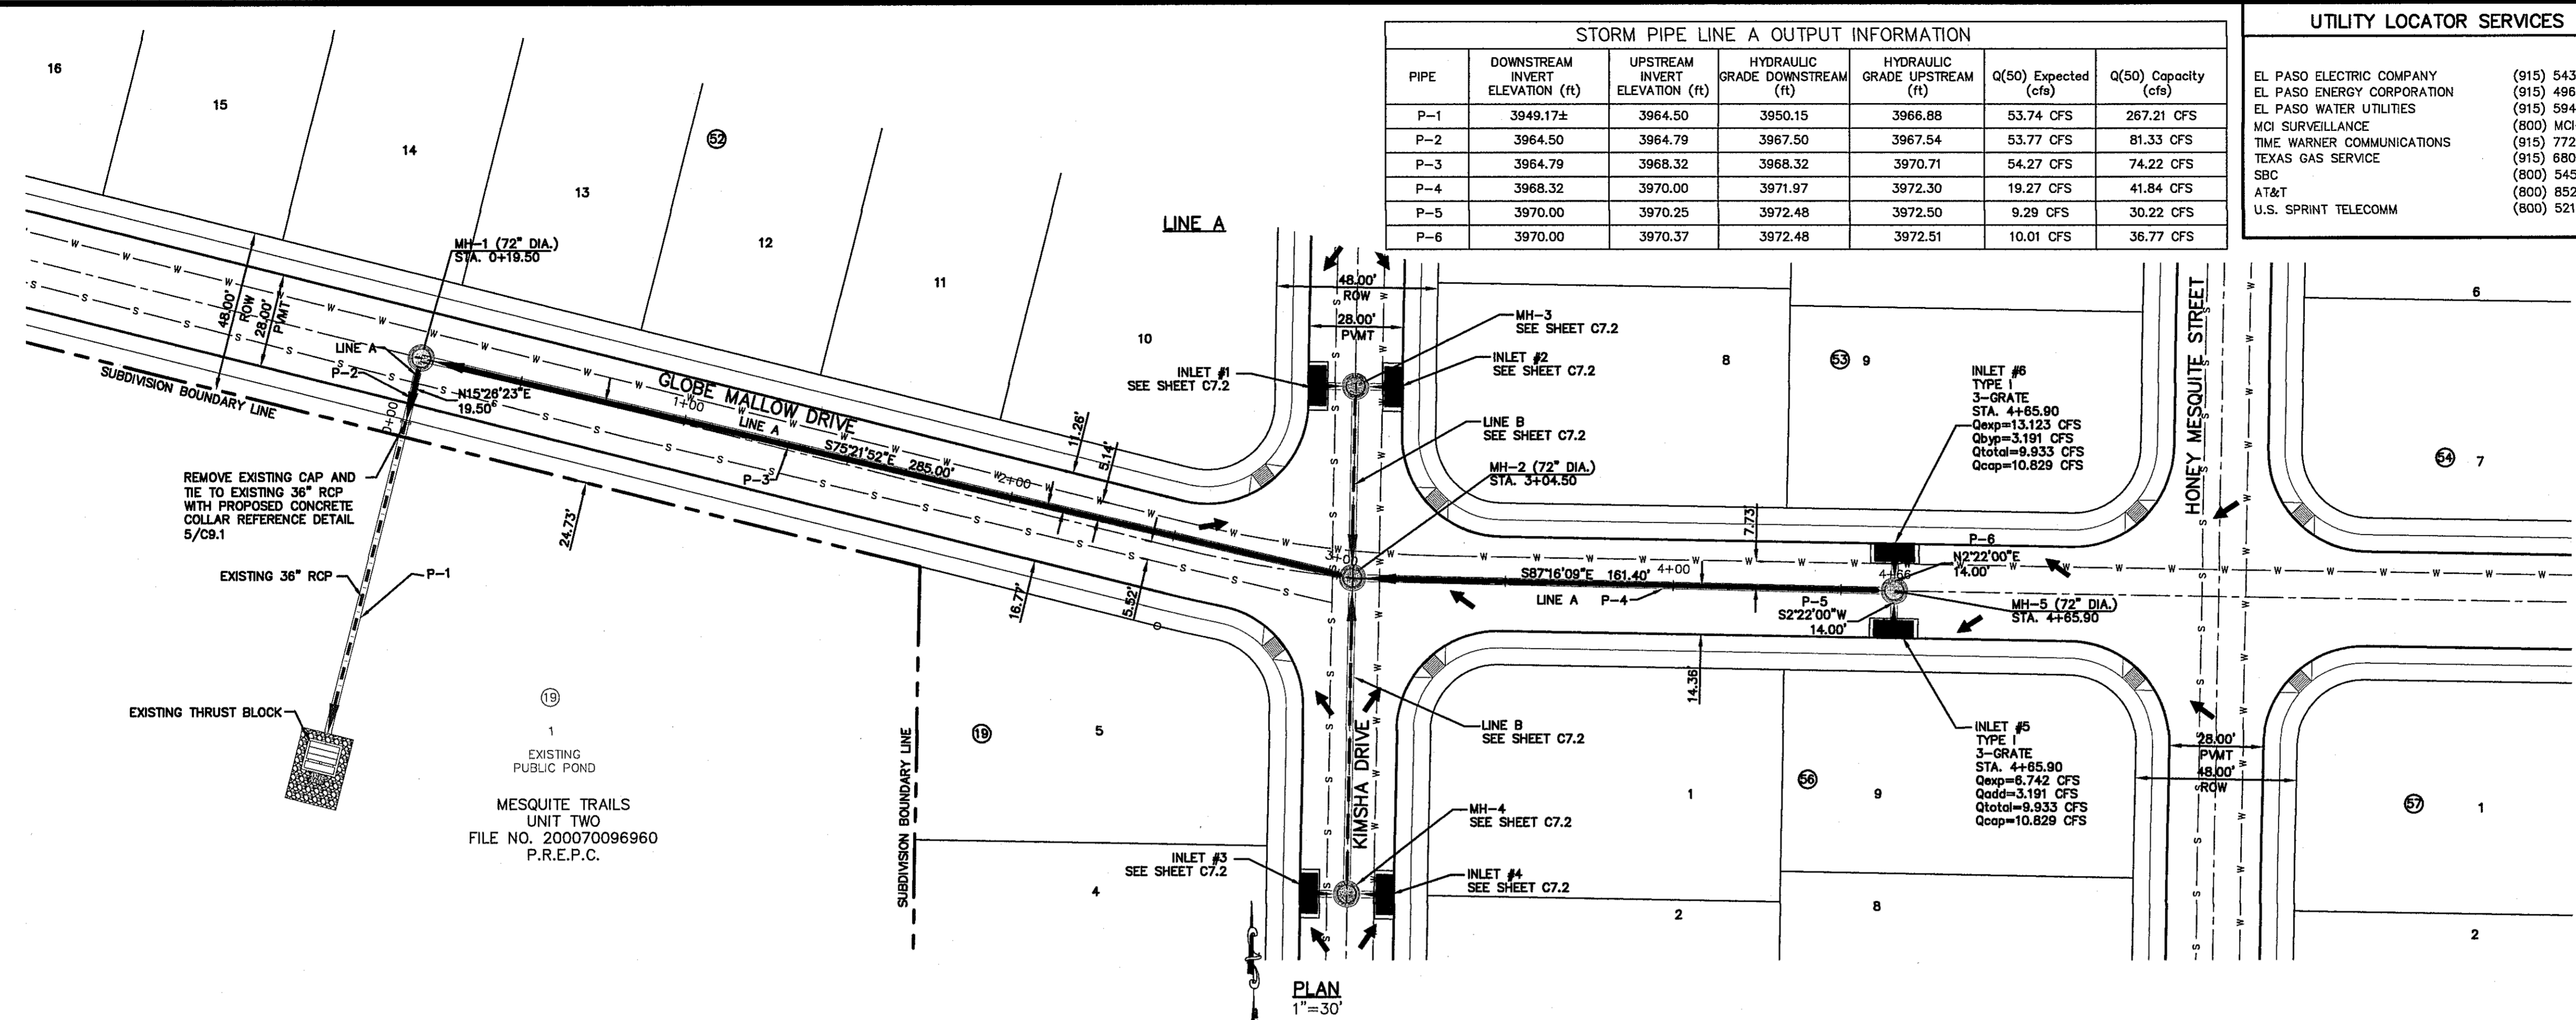 STORM PIPE LINE A OUTPUT INFORMATION
PIPE
DOWNSTREAM INVERT ELEVATION (ft)
UPSTREAM INVERT ELEVATION (ft)
HYDRAULIC GRADE DOWNSTREAM (ft)
HYDRAULIC GRADE UPSTREAM (ft)
Q(50) Expected (cfs)
Q(50) Capacity (cfs)
P-1 3949.17± 3964.50 3950.15 3966.88 53.74 CFS 267.21 CFS
P-2 3964.50 3964.79 3967.50 3967.54 53.77 CFS 81.33 CFS
P-3 3964.79 3968.32 3968.32 3970.71 54.27 CFS 74.22 CFS
P-4 3968.32 3970.00 3971.97 3972.30 19.27 CFS 41.84 CFS
P-5 3970.00 3970.25 3972.48 3972.50 9.29 CFS 30.22 CFS
P-6 3970.00 3970.37 3972.48 3972.51 10.01 CFS 36.77 CFS
UTILITY LOCATOR SERVICES
EL PASO ELECTRIC COMPANY (915) 543
EL PASO ENERGY CORPORATION (915) 496
EL PASO WATER UTILITIES (915) 594
MCI SURVEILLANCE (800) MCI
TIME WARNER COMMUNICATIONS (915) 772
TEXAS GAS SERVICE (915) 680
SBC (800) 545
AT&T (800) 852
U.S. SPRINT TELECOMM (800) 521
16
15
14
13
12
11
10
52
LINE A
MH-1 (72" DIA.)
STA. 0+19.50
48.00'
ROW
28.00'
PVMT
LINE A
P-2
N15°26'23"E
19.50'
0+00
SUBDIVISION BOUNDARY LINE
GLOBE MALLOW DRIVE
1+00
LINE A
S75°21'52"E 285.00'
2+00
P-3
11.26'
5.14'
24.73'
16.77'
5.52'
3+00
REMOVE EXISTING CAP AND
TIE TO EXISTING 36" RCP
WITH PROPOSED CONCRETE
COLLAR REFERENCE DETAIL
5/C9.1
EXISTING 36" RCP
P-1
EXISTING THRUST BLOCK
19
1
EXISTING
PUBLIC POND
MESQUITE TRAILS
UNIT TWO
FILE NO. 200070096960
P.R.E.P.C.
SUBDIVISION BOUNDARY LINE
19
5
4
48.00'
ROW
28.00'
PVMT
MH-3
SEE SHEET C7.2
INLET #1
SEE SHEET C7.2
INLET #2
SEE SHEET C7.2
LINE B
SEE SHEET C7.2
MH-2 (72" DIA.)
STA. 3+04.50
8
53
9
INLET #6
TYPE I
3-GRATE
STA. 4+65.90
Qexp=13.123 CFS
Qbyp=3.191 CFS
Qtotal=9.933 CFS
Qcap=10.829 CFS
HONEY MESQUITE STREET
6
54
7
7.73'
P-6
N2°22'00"E
14.00'
4+66
S87°16'09"E 161.40'
4+00
LINE A
P-4
P-5
S2°22'00"W
14.00'
MH-5 (72" DIA.)
STA. 4+65.90
14.36'
KIMSHA DRIVE
LINE B
SEE SHEET C7.2
MH-4
SEE SHEET C7.2
INLET #3
SEE SHEET C7.2
INLET #4
SEE SHEET C7.2
1
56
9
2
8
INLET #5
TYPE I
3-GRATE
STA. 4+65.90
Qexp=6.742 CFS
Qadd=3.191 CFS
Qtotal=9.933 CFS
Qcap=10.829 CFS
28.00'
PVMT
48.00'
ROW
57
1
2
PLAN
1"=30'